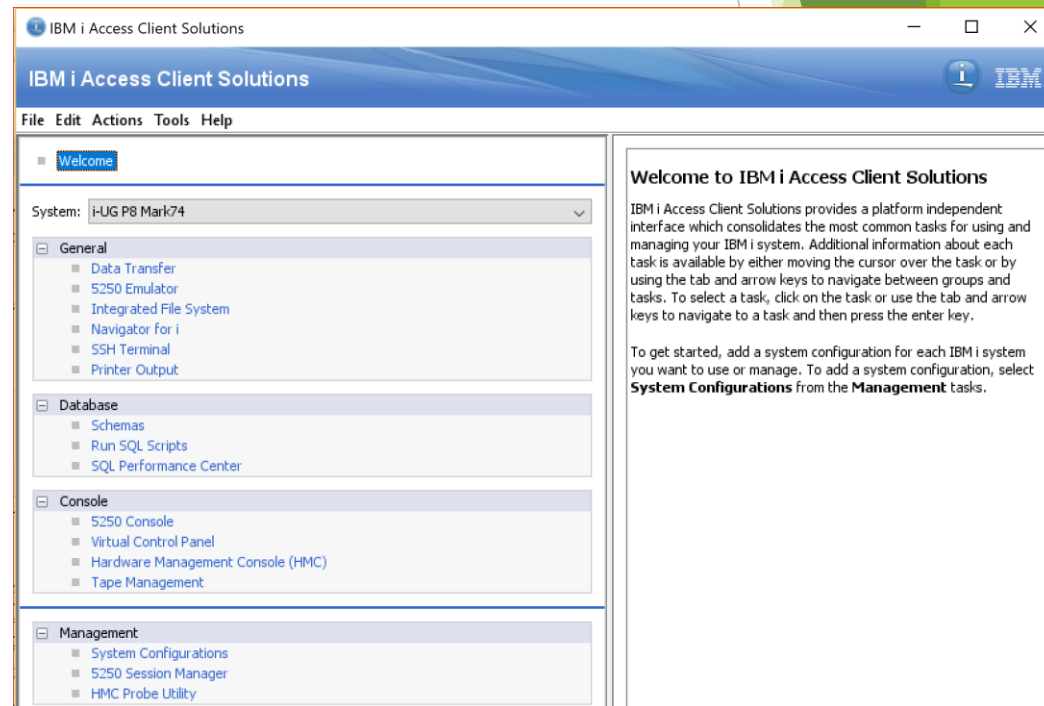 IBM i Access Client Solutions
IBM i Access Client Solutions
i IBM
File Edit Actions Tools Help
Welcome
System: i-UG P8 Mark74
General
Data Transfer
5250 Emulator
Integrated File System
Navigator for i
SSH Terminal
Printer Output
Database
Schemas
Run SQL Scripts
SQL Performance Center
Console
5250 Console
Virtual Control Panel
Hardware Management Console (HMC)
Tape Management
Management
System Configurations
5250 Session Manager
HMC Probe Utility
Welcome to IBM i Access Client Solutions
IBM i Access Client Solutions provides a platform independent
interface which consolidates the most common tasks for using and
managing your IBM i system. Additional information about each
task is available by either moving the cursor over the task or by
using the tab and arrow keys to navigate between groups and
tasks. To select a task, click on the task or use the tab and arrow
keys to navigate to a task and then press the enter key.
To get started, add a system configuration for each IBM i system
you want to use or manage. To add a system configuration, select
System Configurations from the Management tasks.